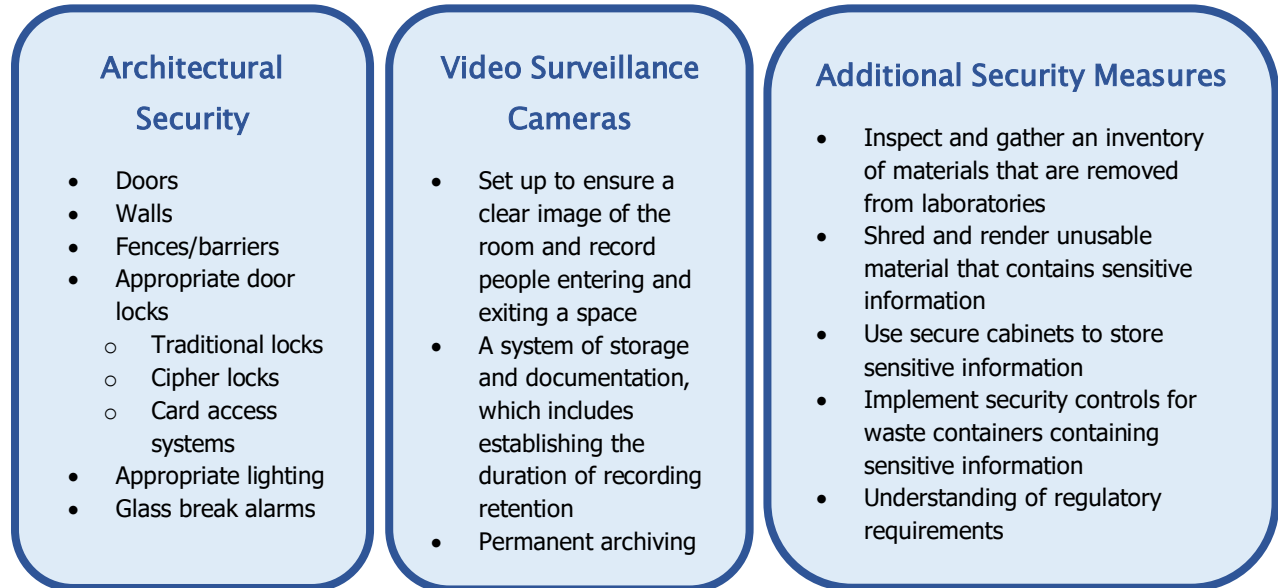 Architectural
Security
• Doors
• Walls
• Fences/barriers
• Appropriate door
locks
o Traditional locks
o Cipher locks
o Card access
systems
• Appropriate lighting
• Glass break alarms
Video Surveillance
Cameras
• Set up to ensure a
clear image of the
room and record
people entering and
exiting a space
• A system of storage
and documentation,
which includes
establishing the
duration of recording
retention
• Permanent archiving
Additional Security Measures
• Inspect and gather an inventory
of materials that are removed
from laboratories
• Shred and render unusable
material that contains sensitive
information
• Use secure cabinets to store
sensitive information
• Implement security controls for
waste containers containing
sensitive information
• Understanding of regulatory
requirements